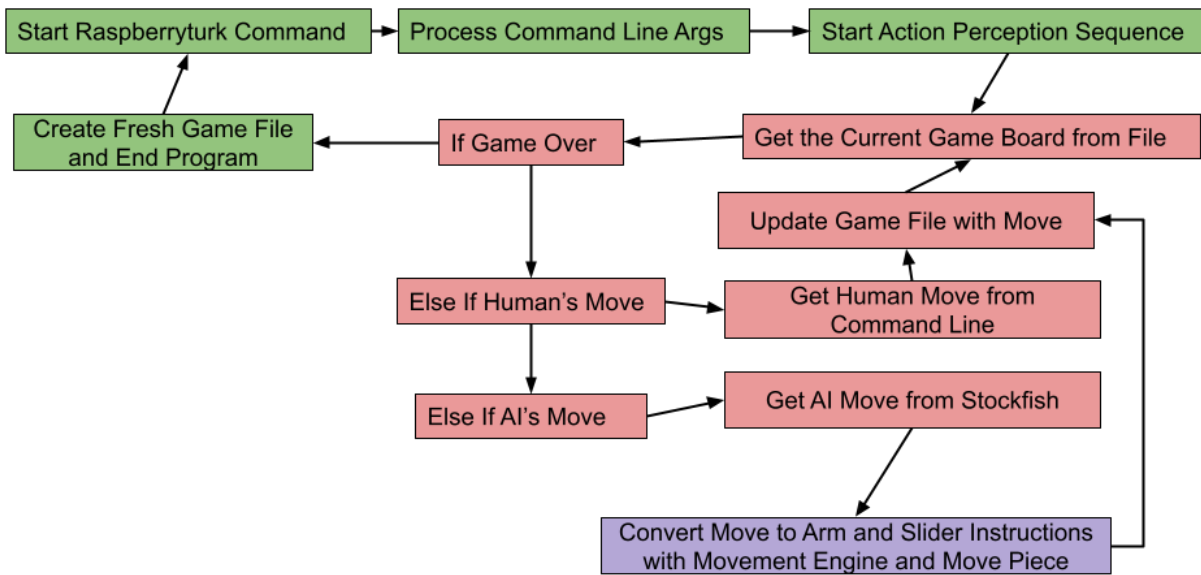 Start Raspberryturk Command
Process Command Line Args
Start Action Perception Sequence
Create Fresh Game File
and End Program
If Game Over
Get the Current Game Board from File
Update Game File with Move
Else If Human's Move
Get Human Move from
Command Line
Else If AI's Move
Get AI Move from Stockfish
Convert Move to Arm and Slider Instructions
with Movement Engine and Move Piece